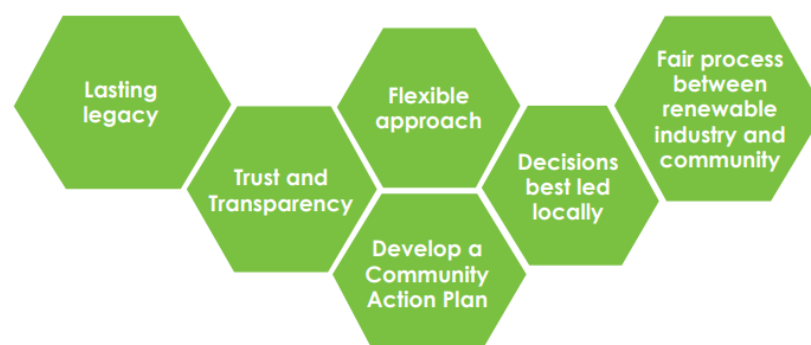 Lasting
legacy
Trust and
Transparency
Flexible
approach
Develop a
Community
Action Plan
Decisions
best led
locally
Fair process
between
renewable
industry and
community